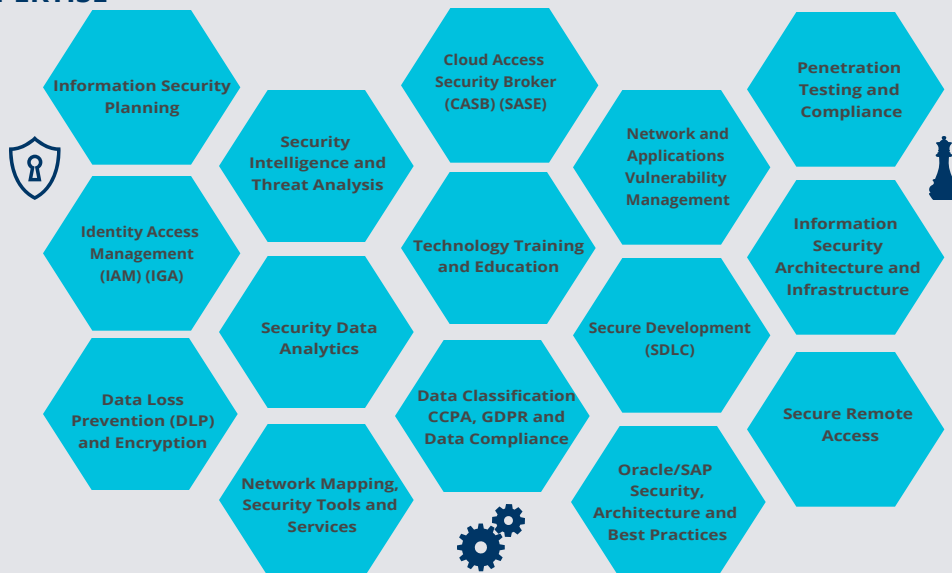 PERTISE
Information Security
Planning
Identity Access
Management
(IAM) (IGA)
Data Loss
Prevention (DLP)
and Encryption
Security
Intelligence and
Threat Analysis
Security Data
Analytics
Network Mapping,
Security Tools and
Services
Cloud Access
Security Broker
(CASB) (SASE)
Technology Training
and Education
Data Classification
CCPA, GDPR and
Data Compliance
Network and
Applications
Vulnerability
Management
Secure Development
(SDLC)
Oracle/SAP
Security,
Architecture and
Best Practices
Penetration
Testing and
Compliance
Information
Security
Architecture and
Infrastructure
Secure Remote
Access